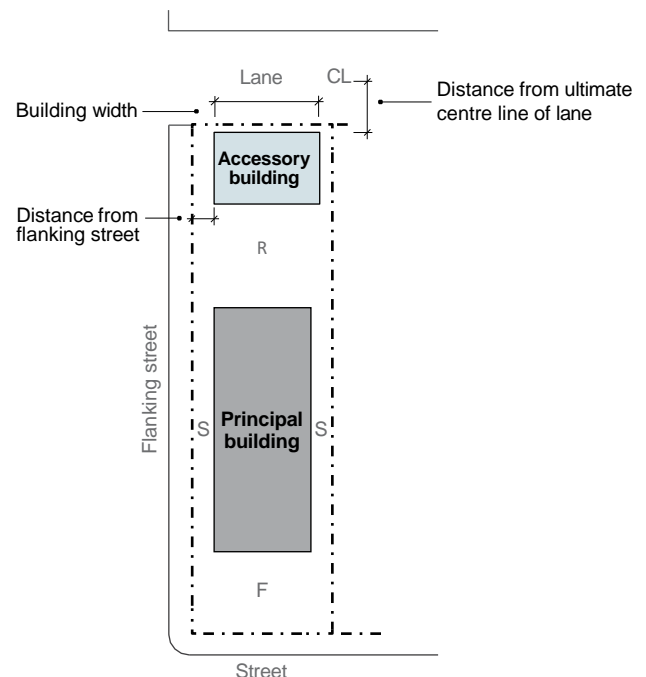 Lane
CL
Distance from ultimate
centre line of lane
Building width
Accessory
building
Distance from
flanking street
R
Flanking street
S
Principal
building
S
F
Street